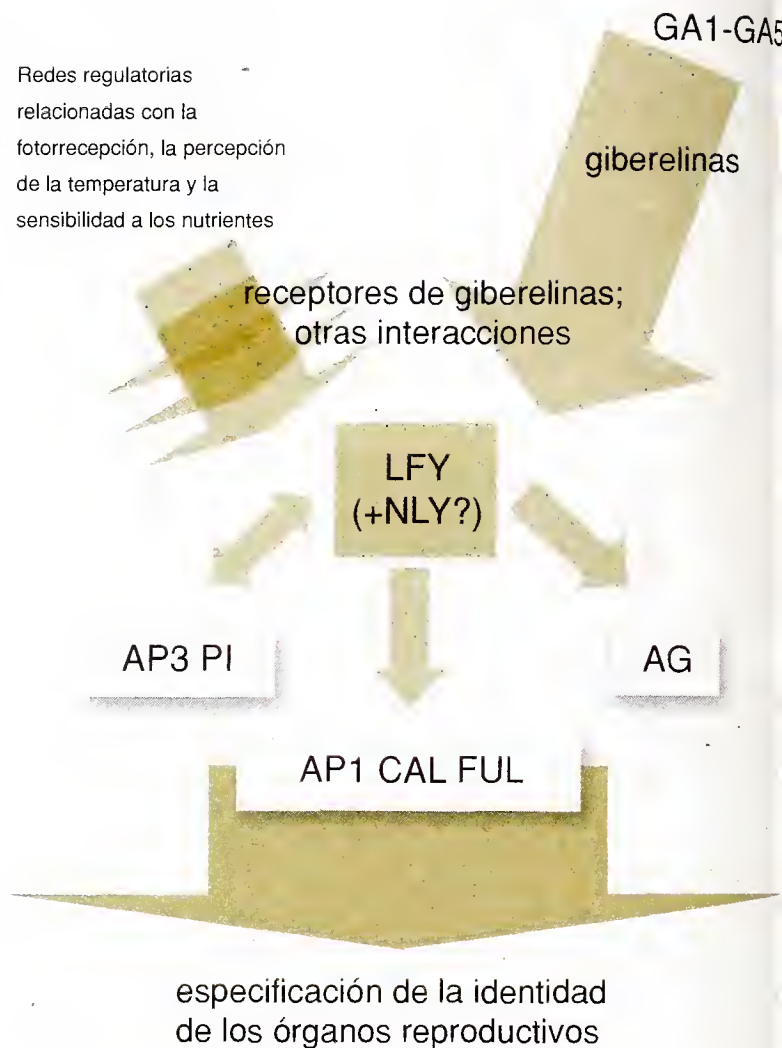 GA1-GA5
Redes regulatorias
relacionadas con la
fotorrecepción, la percepción
de la temperatura y la
sensibilidad a los nutrientes
giberelinas
receptores de giberelinas;
otras interacciones
LFY
(+NLY?)
AP3 PI
AG
AP1 CAL FUL
especificación de la identidad
de los órganos reproductivos